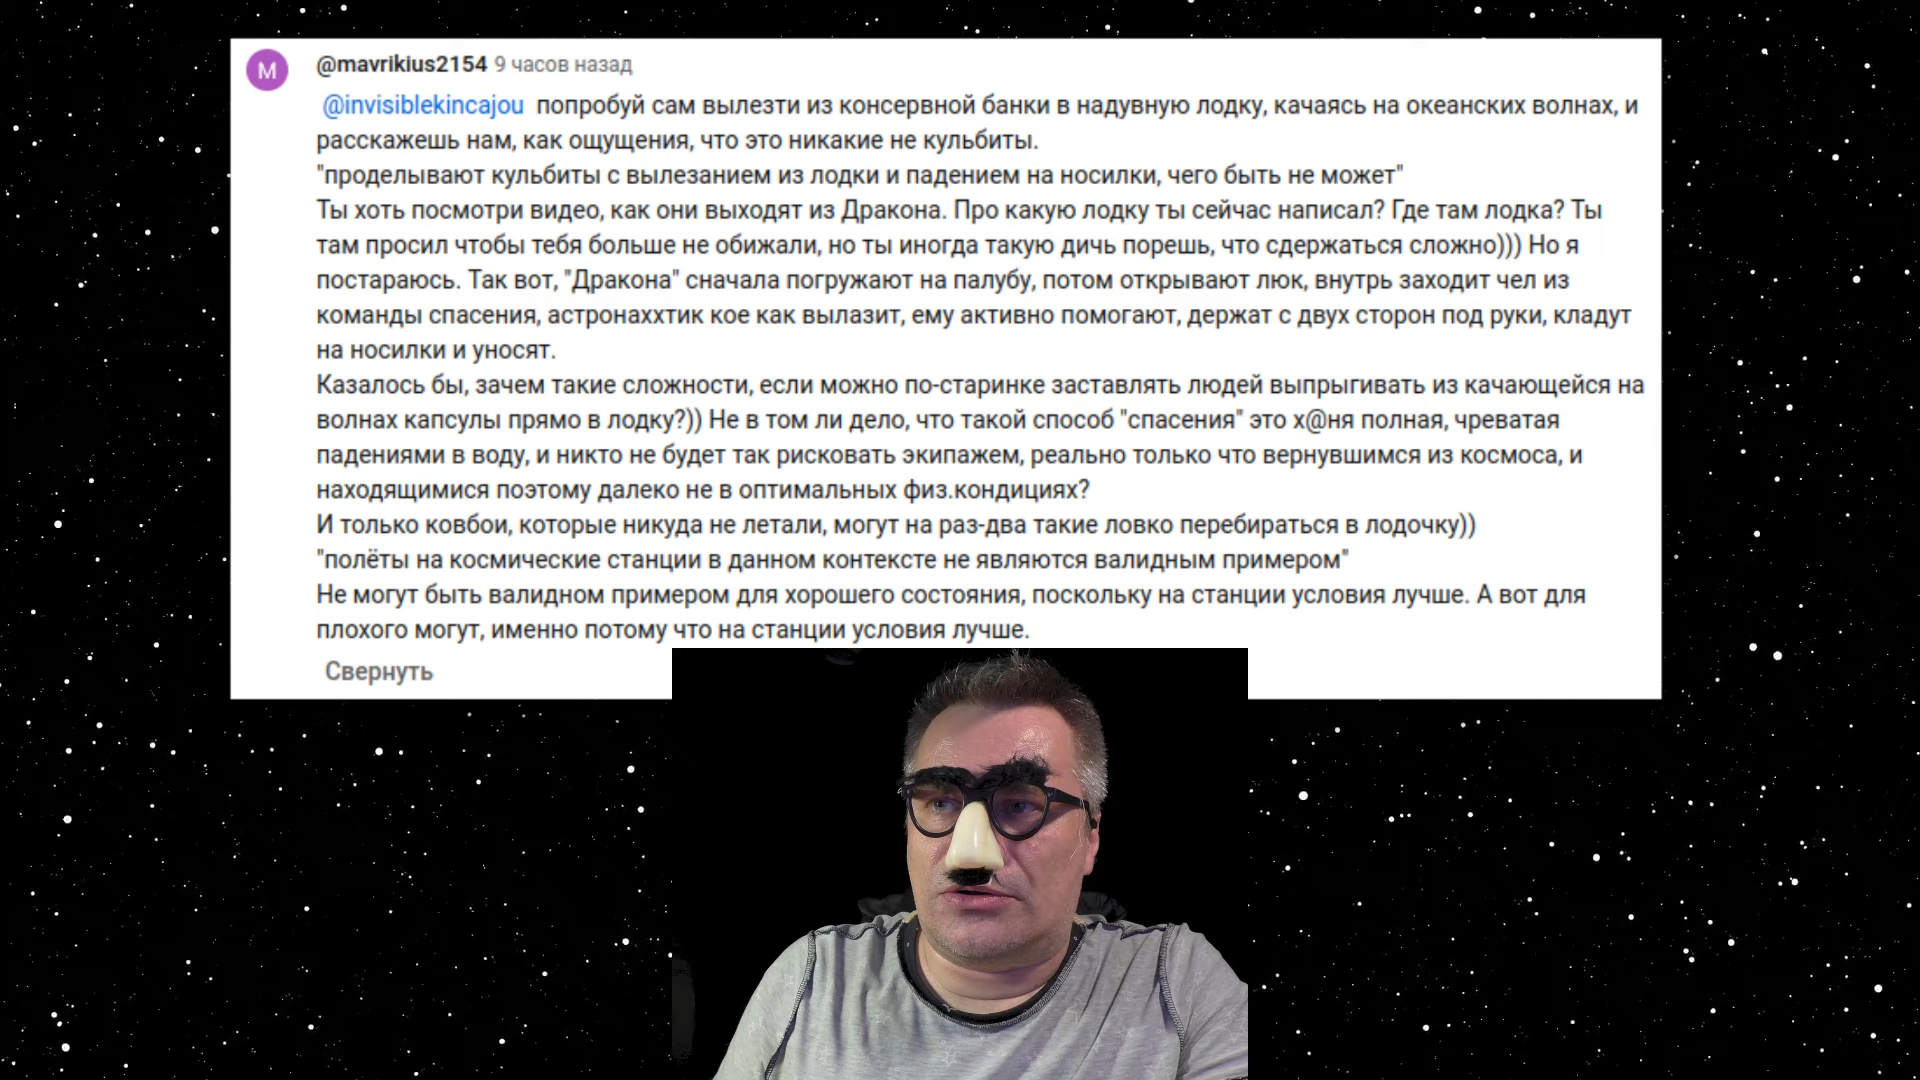 M
@mavrikius2154 9 часов назад
@invisiblekincajou попробуй сам вылезти из консервной банки в надувную лодку, качаясь на океанских волнах, и
расскажешь нам, как ощущения, что это никакие не кульбиты.
"проделывают кульбиты с вылезанием из лодки и падением на носилки, чего быть не может"
Ты хоть посмотри видео, как они выходят из Дракона. Про какую лодку ты сейчас написал? Где там лодка? Ты
там просил чтобы тебя больше не обижали, но ты иногда такую дичь порешь, что сдержаться сложно))) Но я
постараюсь. Так вот, "Дракона" сначала погружают на палубу, потом открывают люк, внутрь заходит чел из
команды спасения, астронаххтик кое как вылазит, ему активно помогают, держат с двух сторон под руки, кладут
на носилки и уносят.
Казалось бы, зачем такие сложности, если можно по-старинке заставлять людей выпрыгивать из качающейся на
волнах капсулы прямо в лодку?)) Не в том ли дело, что такой способ "спасения" это х@ня полная, чреватая
падениями в воду, и никто не будет так рисковать экипажем, реально только что вернувшимся из космоса, и
находящимися поэтому далеко не в оптимальных физ.кондициях?
И только ковбои, которые никуда не летали, могут на раз-два такие ловко перебираться в лодочку))
"полёты на космические станции в данном контексте не являются валидным примером"
Не могут быть валидном примером для хорошего состояния, поскольку на станции условия лучше. А вот для
плохого могут, именно потому что на станции условия лучше.
Свернуть